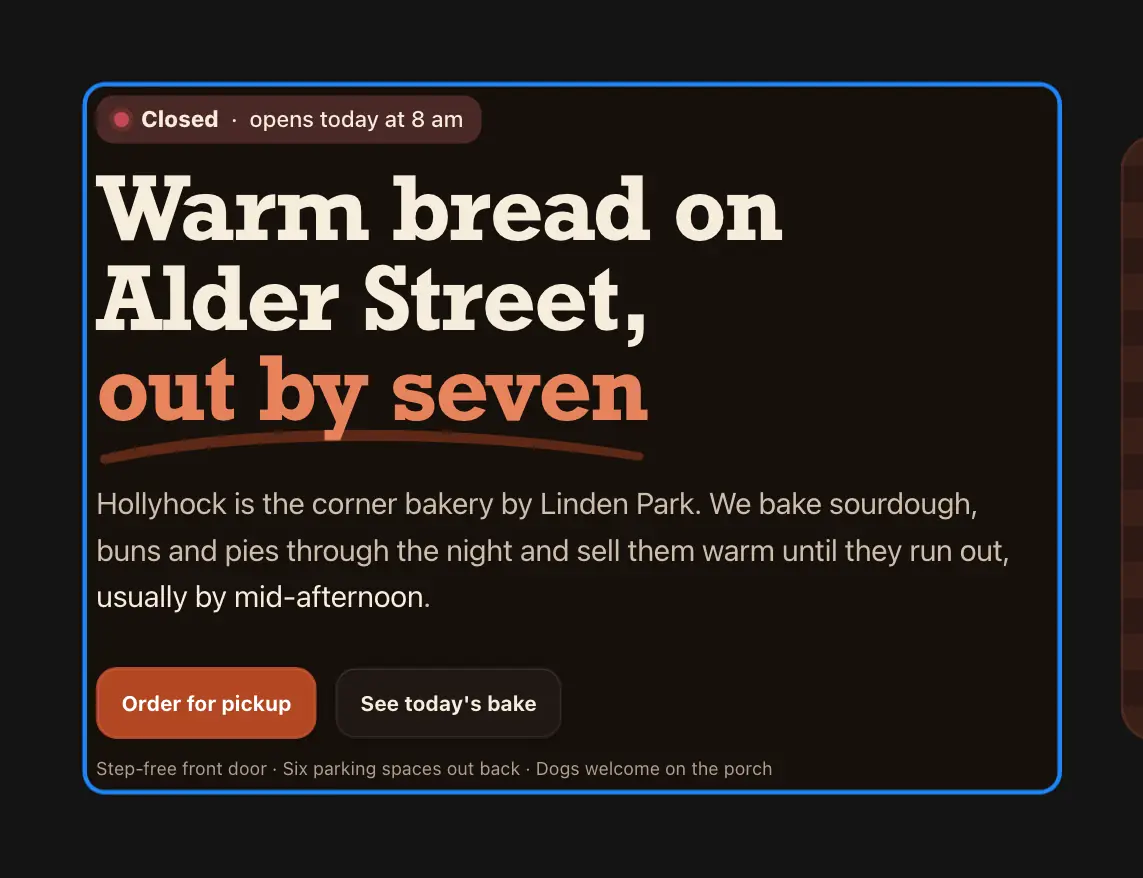 Closed · opens today at 8 am
Warm bread on
Alder Street,
out by seven
Hollyhock is the corner bakery by Linden Park. We bake sourdough,
buns and pies through the night and sell them warm until they run out,
usually by mid-afternoon.
Order for pickup
See today's bake
Step-free front door · Six parking spaces out back · Dogs welcome on the porch